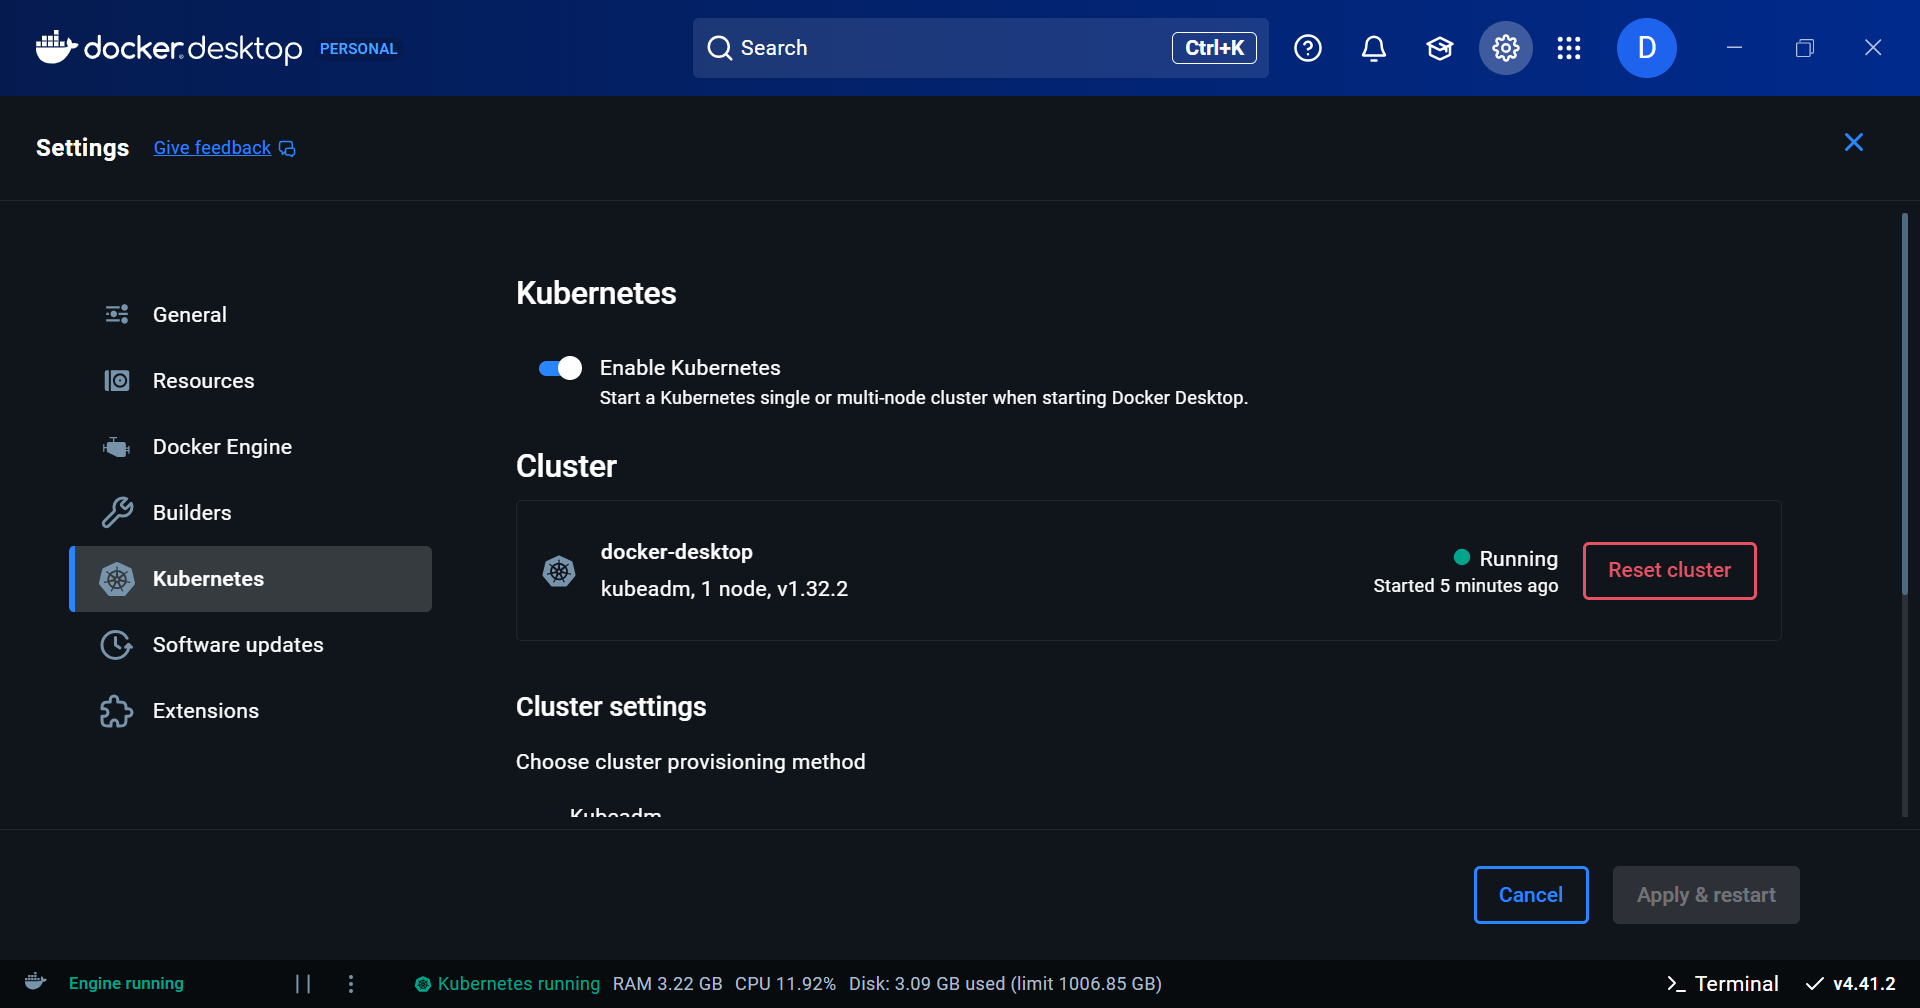 docker desktop PERSONAL
Search Ctrl+K
D
Settings Give feedback
General
Resources
Docker Engine
Builders
Kubernetes
Software updates
Extensions
Kubernetes
Enable Kubernetes
Start a Kubernetes single or multi-node cluster when starting Docker Desktop.
Cluster
docker-desktop
kubeadm, 1 node, v1.32.2
Running
Started 5 minutes ago
Reset cluster
Cluster settings
Choose cluster provisioning method
Kubeadm
Cancel Apply & restart
Engine running Kubernetes running RAM 3.22 GB CPU 11.92% Disk: 3.09 GB used (limit 1006.85 GB) Terminal v4.41.2